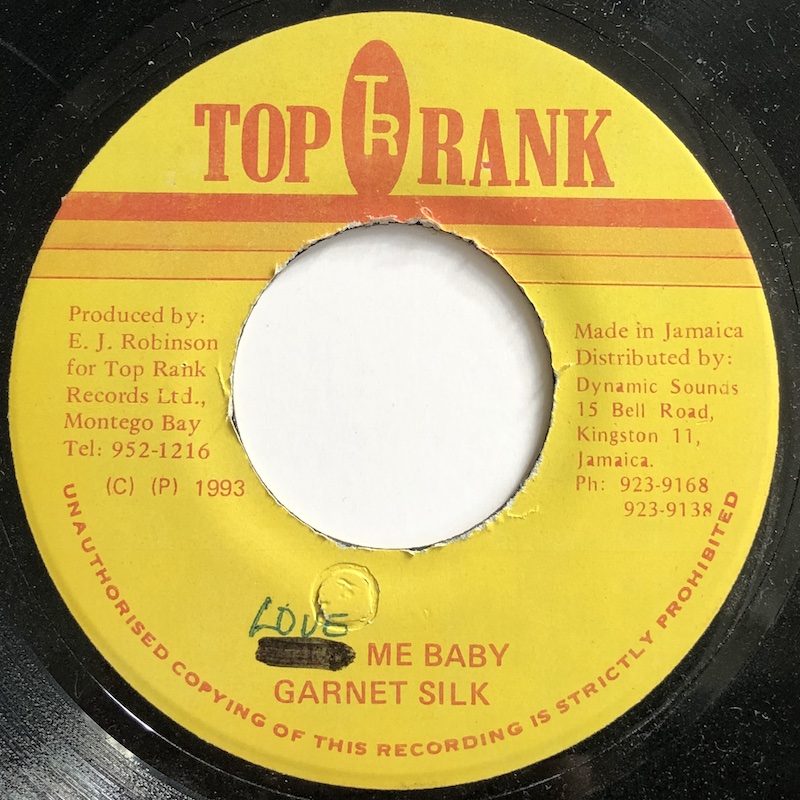 TOP TR RANK
Produced by:
E. J. Robinson
for Top Rank
Records Ltd.,
Montego Bay
Tel: 952-1216
(C) (P) 1993
Made in Jamaica
Distributed by:
Dynamic Sounds
15 Bell Road,
Kingston 11,
Jamaica.
Ph: 923-9168
923-9138
LOVE
ME BABY
GARNET SILK
UNAUTHORISED COPYING OF THIS RECORDING IS STRICTLY PROHIBITED